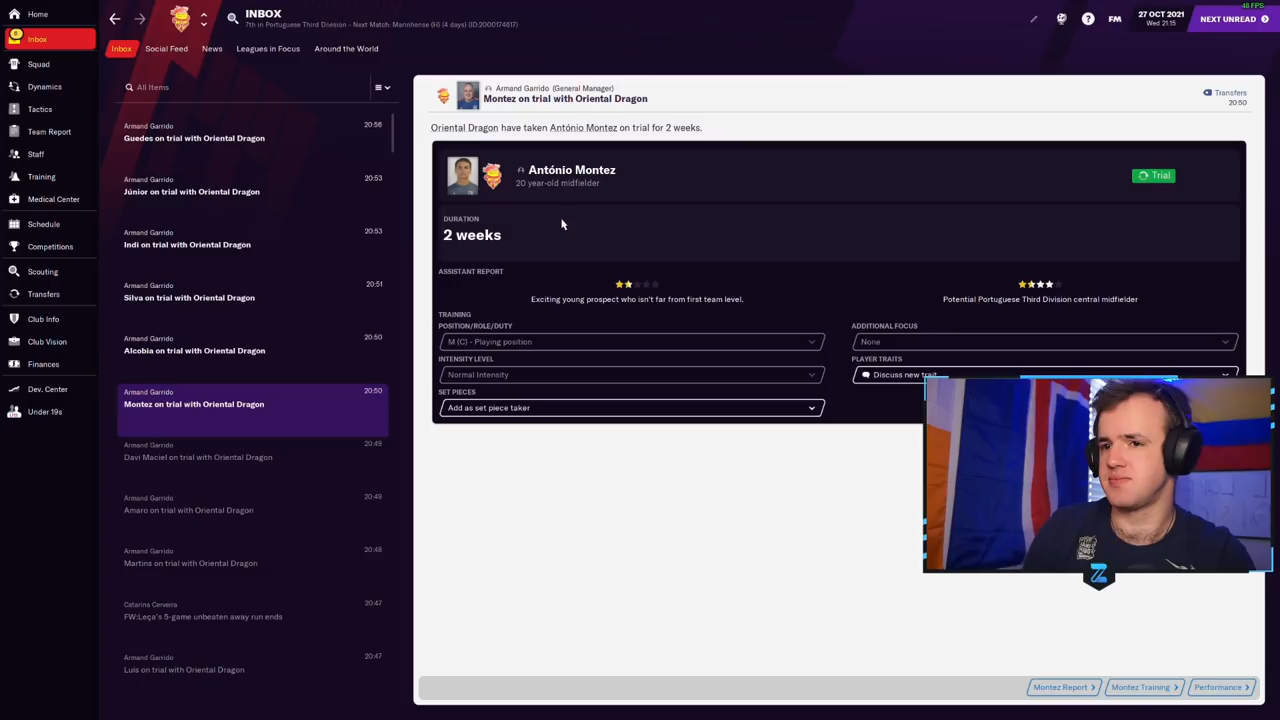 48 FPS
INBOX
7th in Portuguese Third Division - Next Match: Marinhense (H) (4 days) (ID:2000174617)
FM
27 OCT 2021
Wed 21:15
NEXT UNREAD
Home
6
Inbox
Squad
Dynamics
Tactics
Team Report
Staff
Training
Medical Center
Schedule
Competitions
Scouting
Transfers
Club Info
Club Vision
Finances
Dev. Center
Under 19s
Inbox
Social Feed
News
Leagues in Focus
Around the World
All Items
Armand Garrido 20:56
Guedes on trial with Oriental Dragon
Armand Garrido 20:53
Júnior on trial with Oriental Dragon
Armand Garrido 20:53
Indi on trial with Oriental Dragon
Armand Garrido 20:51
Silva on trial with Oriental Dragon
Armand Garrido 20:50
Alcobia on trial with Oriental Dragon
Armand Garrido 20:50
Montez on trial with Oriental Dragon
Armand Garrido 20:49
Davi Maciel on trial with Oriental Dragon
Armand Garrido 20:49
Amaro on trial with Oriental Dragon
Armand Garrido 20:48
Martins on trial with Oriental Dragon
Catarina Cerveira 20:47
FW:Leça's 5-game unbeaten away run ends
Armand Garrido 20:47
Luís on trial with Oriental Dragon
Armand Garrido (General Manager)
Montez on trial with Oriental Dragon
Transfers
20:50
Oriental Dragon have taken António Montez on trial for 2 weeks.
António Montez
20 year-old midfielder
Trial
DURATION
2 weeks
ASSISTANT REPORT
Exciting young prospect who isn't far from first team level.
Potential Portuguese Third Division central midfielder
TRAINING
POSITION/ROLE/DUTY
M (C) - Playing position
ADDITIONAL FOCUS
None
INTENSITY LEVEL
Normal Intensity
PLAYER TRAITS
Discuss new trait
SET PIECES
Add as set piece taker
Montez Report
Montez Training
Performance